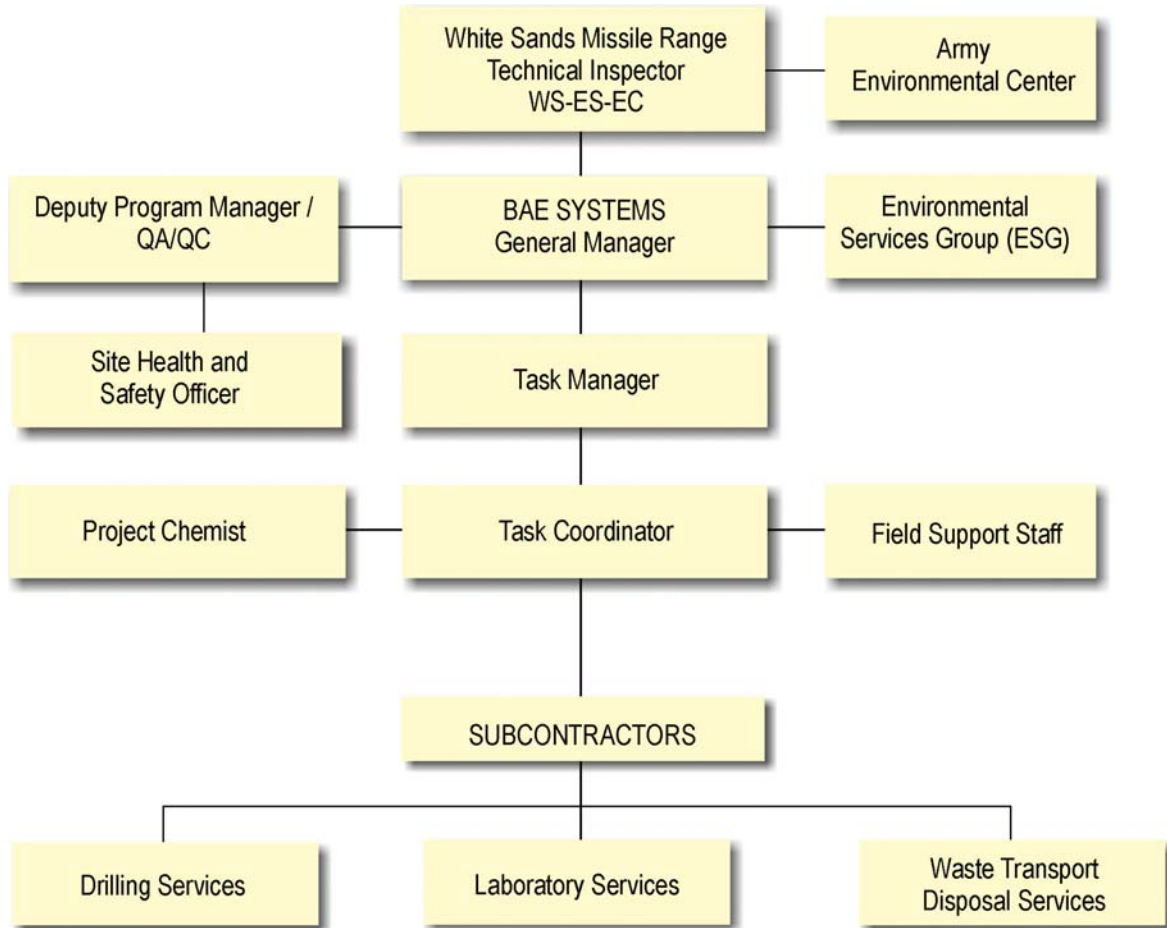 White Sands Missile Range
Technical Inspector
WS-ES-EC
Army
Environmental Center
Deputy Program Manager /
QA/QC
BAE SYSTEMS
General Manager
Environmental
Services Group (ESG)
Site Health and
Safety Officer
Task Manager
Project Chemist
Task Coordinator
Field Support Staff
SUBCONTRACTORS
Drilling Services
Laboratory Services
Waste Transport
Disposal Services